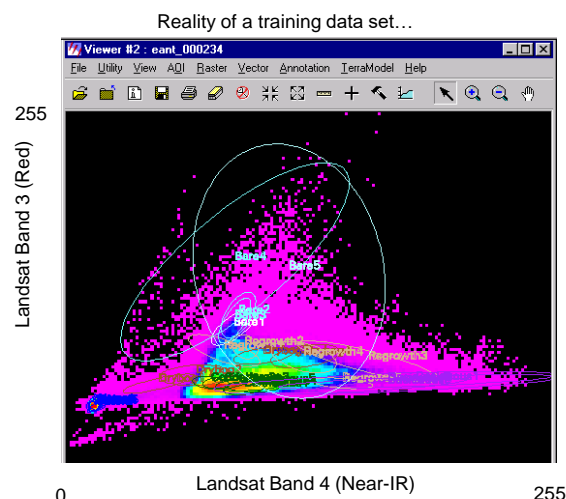 Reality of a training data set…
Viewer #2 : eant_000234
File Utility View AOI Raster Vector Annotation TerraModel Help
255
Landsat Band 3 (Red)
Bare4
Bare5
Bare1
Regrowth2
Regrowth4
Regrowth3
Landsat Band 4 (Near-IR)
0
255